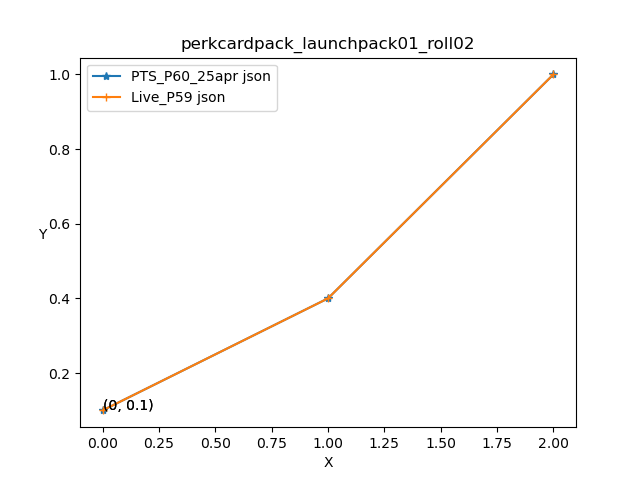 perkcardpack_launchpack01_roll02
PTS_P60_25apr json
Live_P59 json
1.0
0.8
0.6
0.4
0.2
Y
(0, 0.1)
0.00 0.25 0.50 0.75 1.00 1.25 1.50 1.75 2.00
X